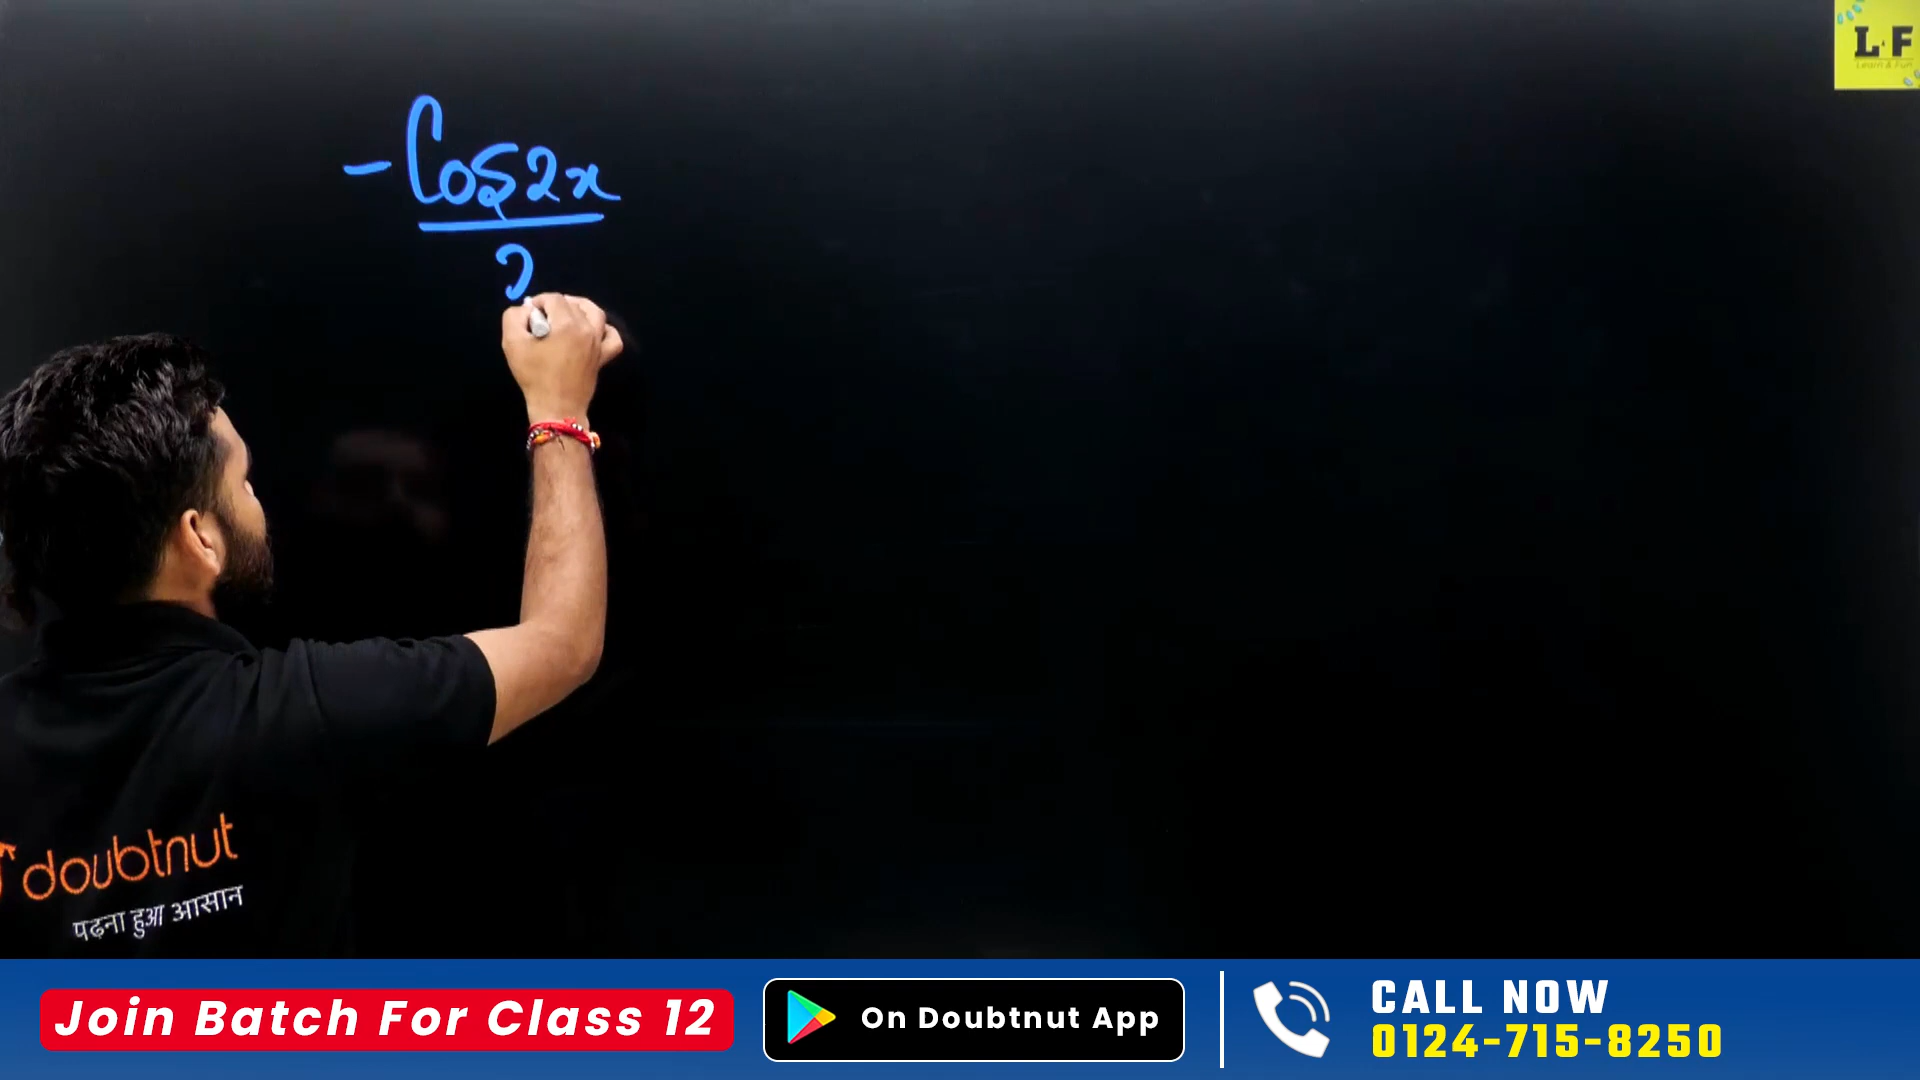 L&F
Learn & Fun
- Cos2x
2
doubtnut
पढ़ना हुआ आसान
Join Batch For Class 12
On Doubtnut App
CALL NOW
0124-715-8250